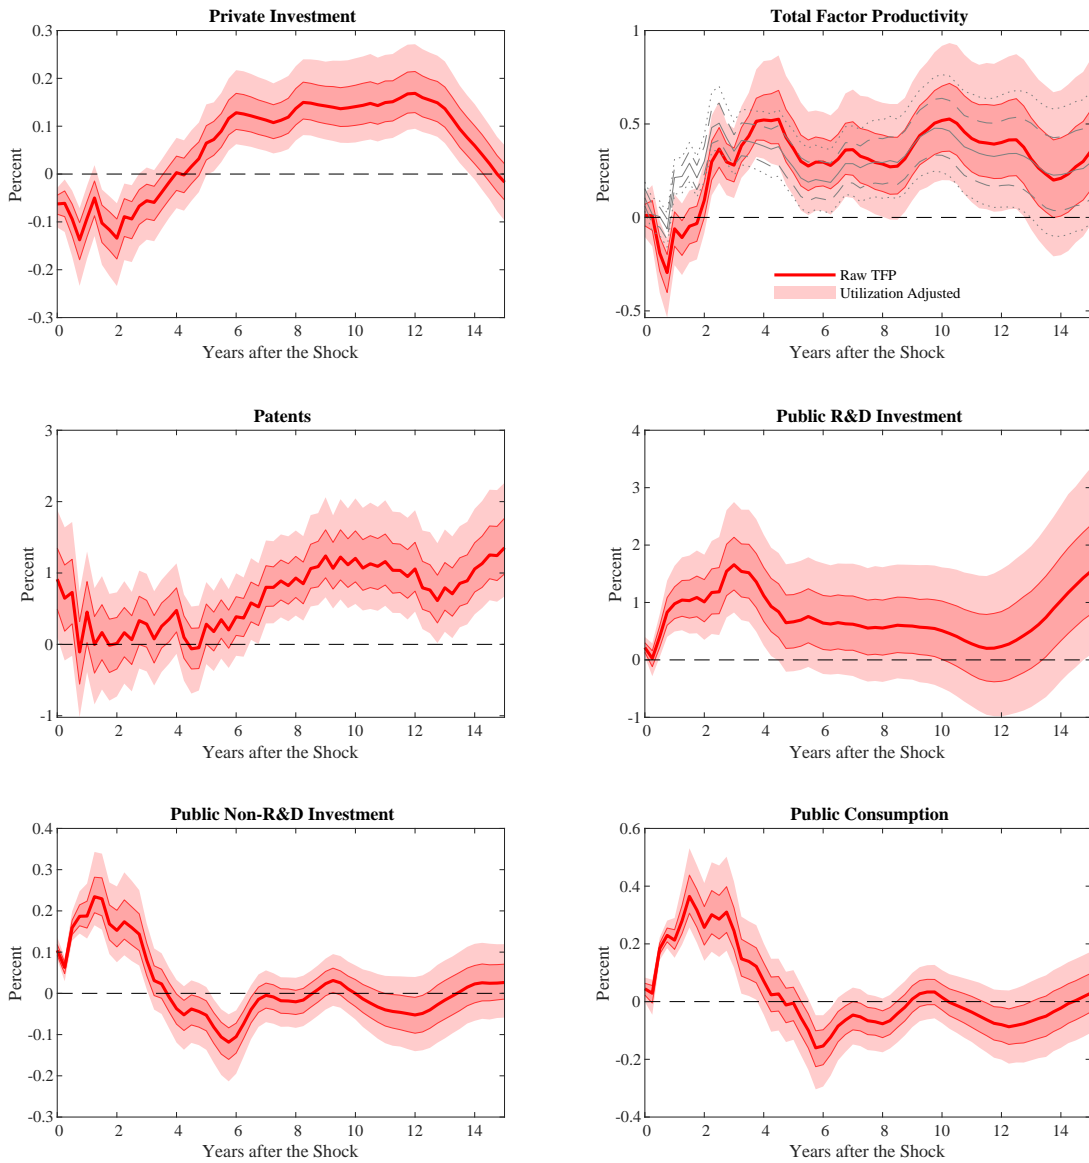 Private Investment
0.3
0.2
0.1
0
-0.1
-0.2
-0.3
Percent
0 2 4 6 8 10 12 14
Years after the Shock
Total Factor Productivity
1
0.5
0
-0.5
Percent
Raw TFP
Utilization Adjusted
0 2 4 6 8 10 12 14
Years after the Shock
Patents
3
2
1
0
-1
Percent
0 2 4 6 8 10 12 14
Years after the Shock
Public R&D Investment
4
3
2
1
0
-1
Percent
0 2 4 6 8 10 12 14
Years after the Shock
Public Non-R&D Investment
0.4
0.3
0.2
0.1
0
-0.1
-0.2
-0.3
Percent
0 2 4 6 8 10 12 14
Years after the Shock
Public Consumption
0.6
0.4
0.2
0
-0.2
-0.4
Percent
0 2 4 6 8 10 12 14
Years after the Shock